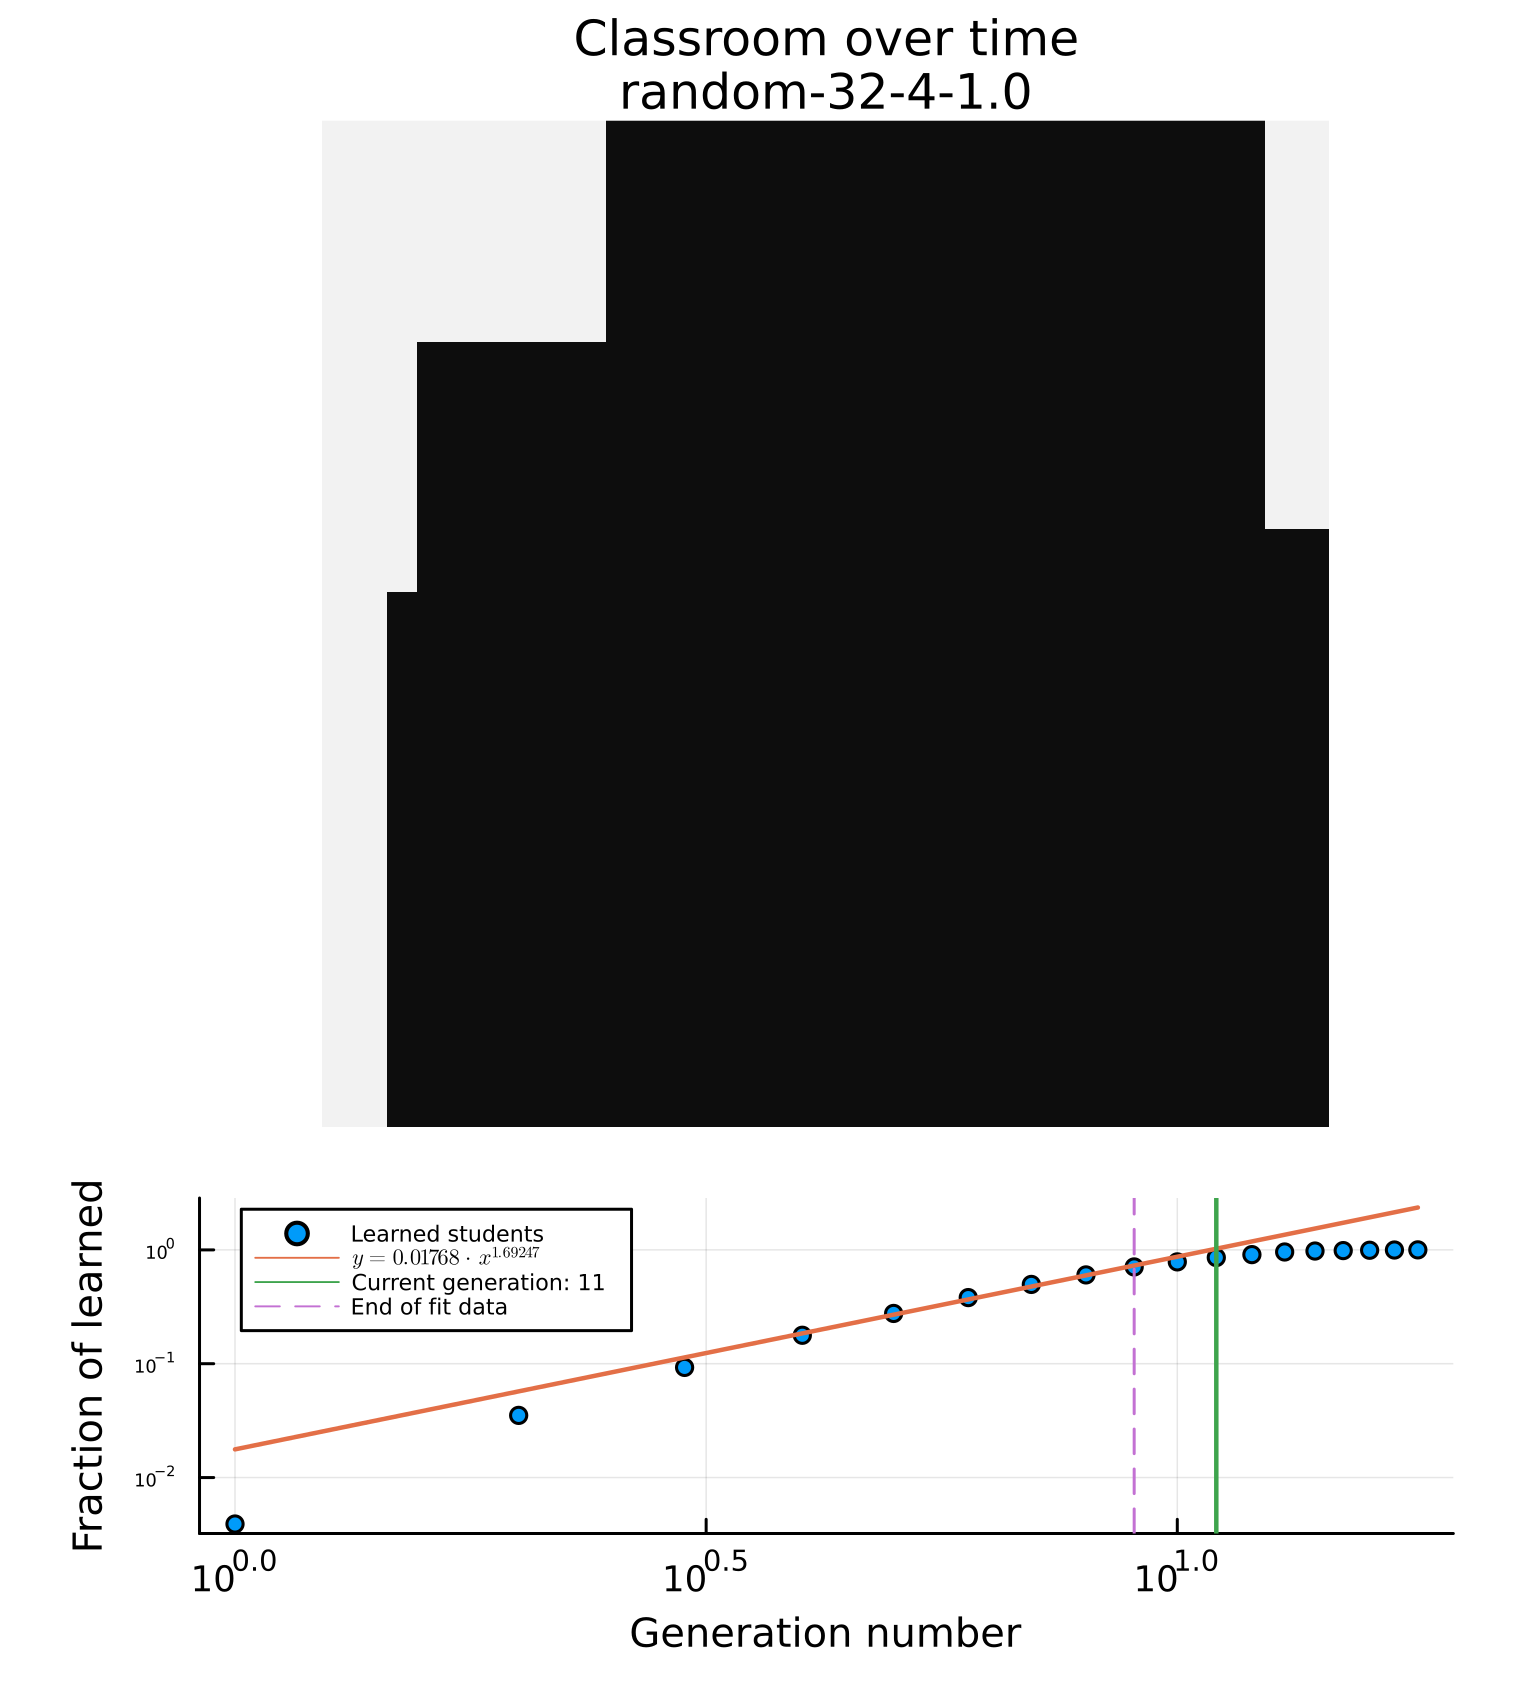 Classroom over time
random-32-4-1.0
Fraction of learned
Learned students
y = 0.01768 · x^1.69247
Current generation: 11
End of fit data
10^0
10^−1
10^−2
10^0.0
10^0.5
10^1.0
Generation number